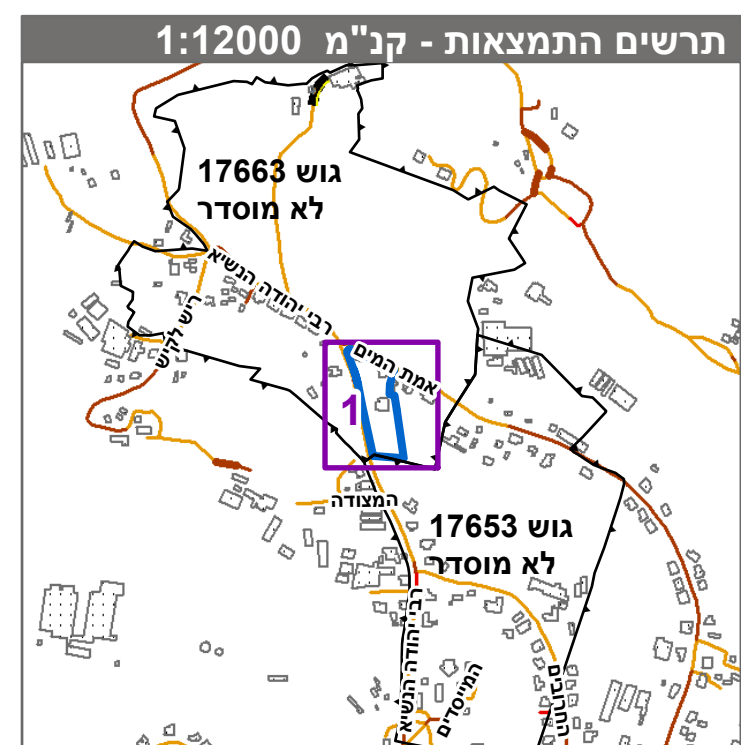 תרשים התמצאות - קנ"מ 1:12000
גוש 17663
לא מוסדר
רבי יהודה הנשיא
ריש לקיש
אמת המים
1
המצודה
גוש 17653
לא מוסדר
רבי יהודה הנשיא
המייסדים
החרובים